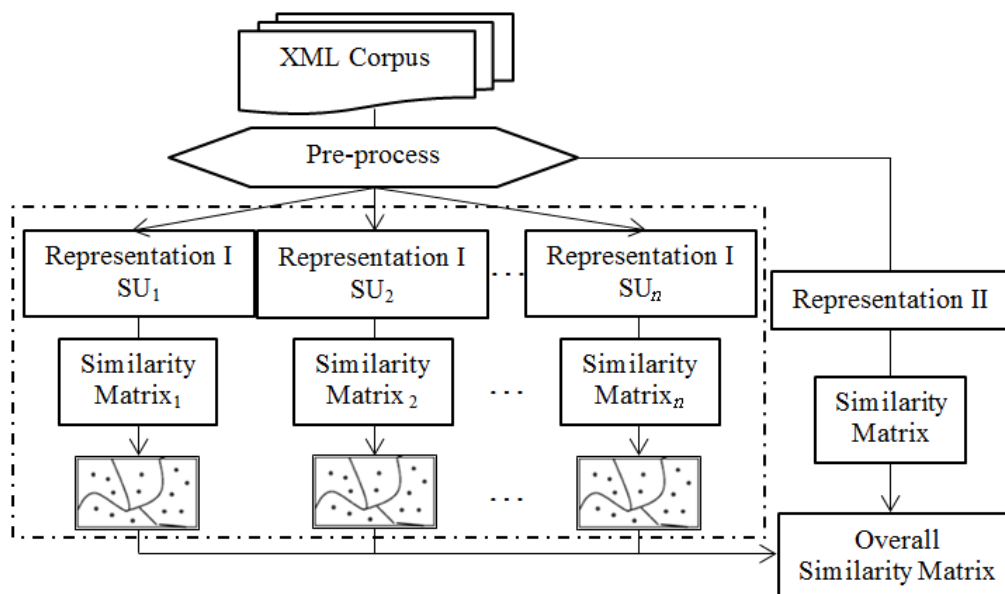 XML Corpus
Pre-process
Representation I
SU₁
Representation I
SU₂
...
Representation I
SUₙ
Representation II
Similarity
Matrix₁
Similarity
Matrix ₂
...
Similarity
Matrixₙ
Similarity
Matrix
...
Overall
Similarity Matrix